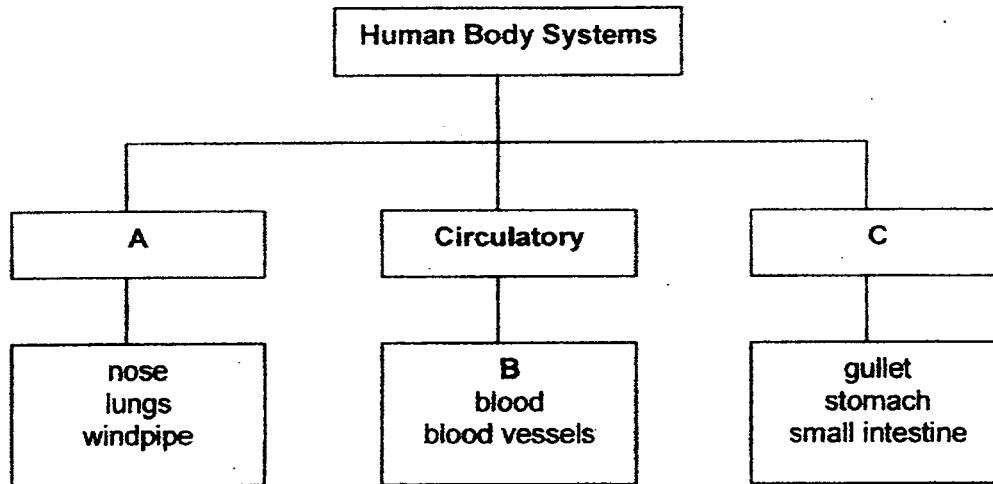 Human Body Systems
A
Circulatory
C
nose
lungs
windpipe
B
blood
blood vessels
gullet
stomach
small intestine